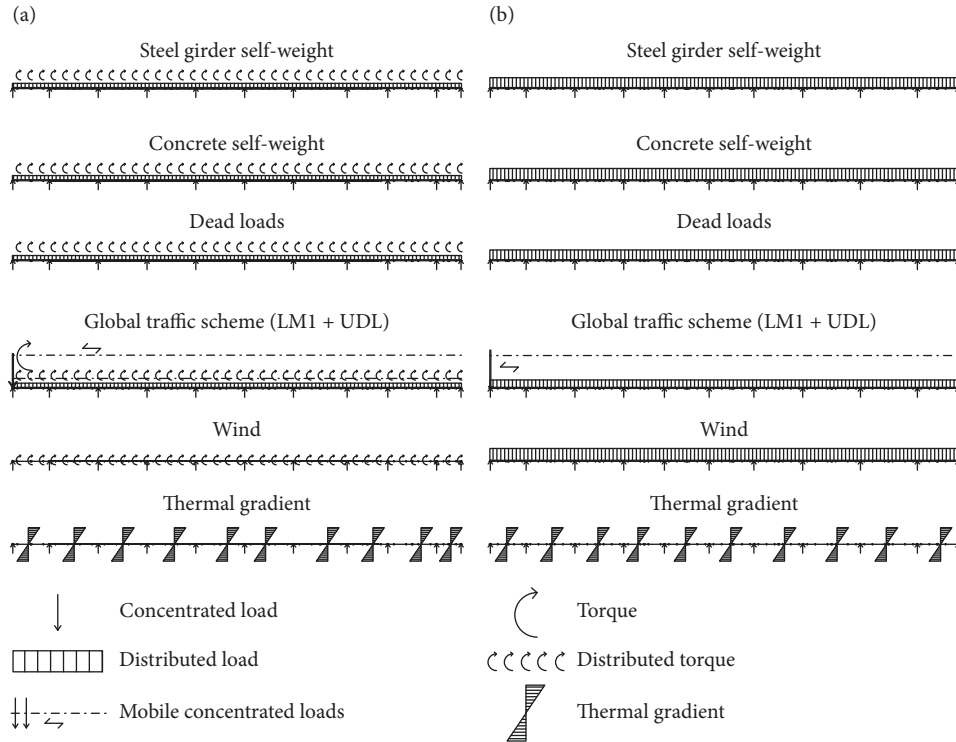 (a)
Steel girder self-weight
Concrete self-weight
Dead loads
Global traffic scheme (LM1 + UDL)
Wind
Thermal gradient
(b)
Steel girder self-weight
Concrete self-weight
Dead loads
Global traffic scheme (LM1 + UDL)
Wind
Thermal gradient
Concentrated load
Distributed load
Mobile concentrated loads
Torque
Distributed torque
Thermal gradient